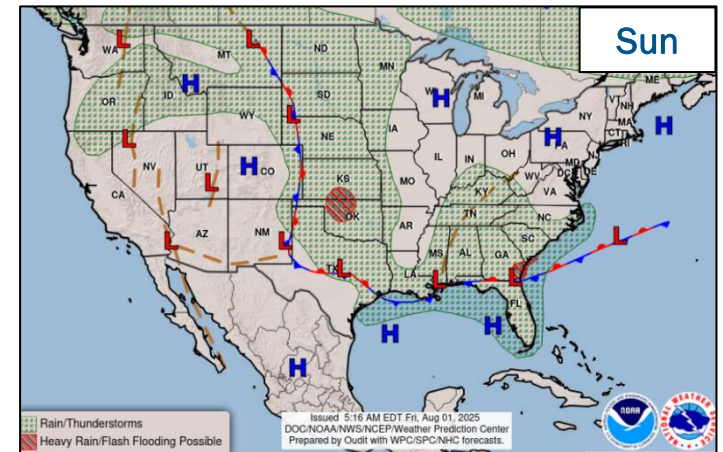 Sun
WA
MT
ND
MN
OR
ID
SD
WI
MI
ME
VT
NH
NY
MA
CT
RI
WY
NE
IA
PA
NJ
NV
UT
CO
KS
IL
IN
OH
WV
MD
DE
DC
VA
CA
MO
KY
AZ
NM
OK
AR
TN
NC
TX
LA
MS
AL
GA
SC
FL
H
H
H
H
H
H
H
H
L
L
L
L
L
L
L
L
L
L
L
Rain/Thunderstorms
Heavy Rain/Flash Flooding Possible
Issued 5:16 AM EDT Fri, Aug 01, 2025
DOC/NOAA/NWS/NCEP/Weather Prediction Center
Prepared by Oudit with WPC/SPC/NHC forecasts.
NOAA
NATIONAL WEATHER SERVICE